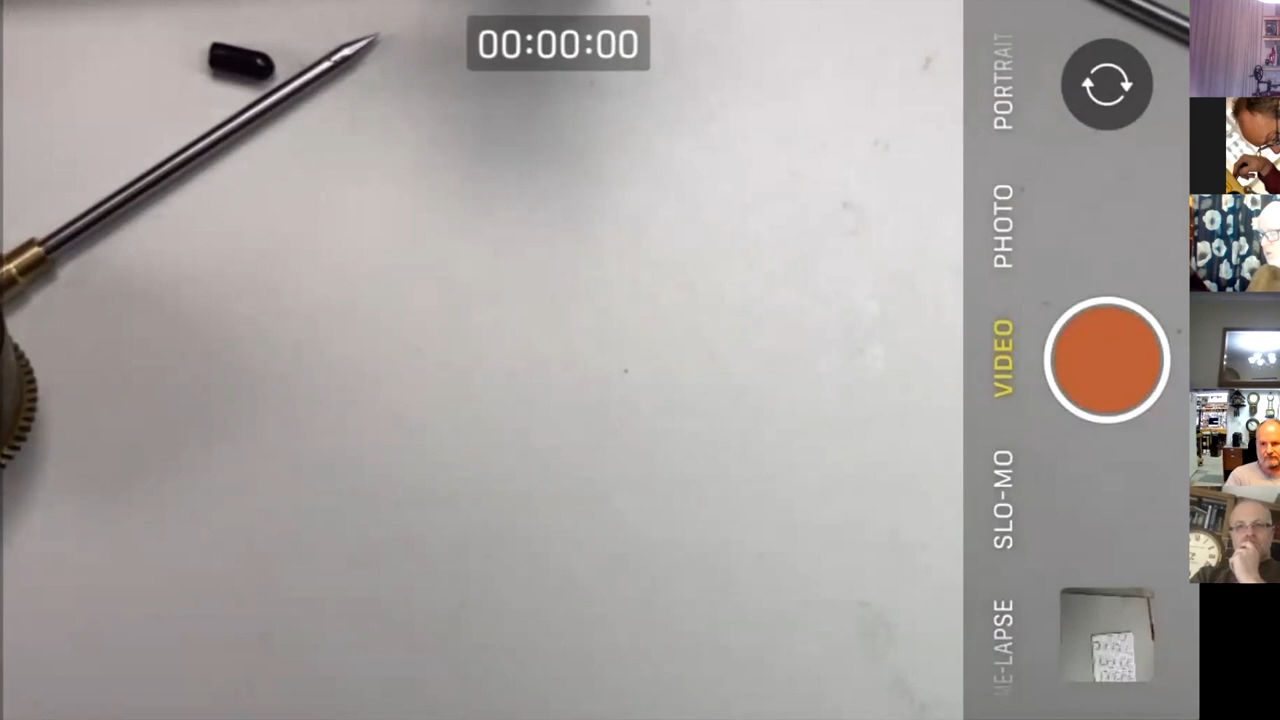 00:00:00
PORTRAIT
PHOTO
VIDEO
SLO-MO
ME-LAPSE